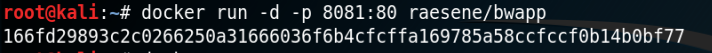 root@kali:~# docker run -d -p 8081:80 raesene/bwapp
166fd29893c2c0266250a31666036f6b4cfcffa169785a58ccfccf0b14b0bf77